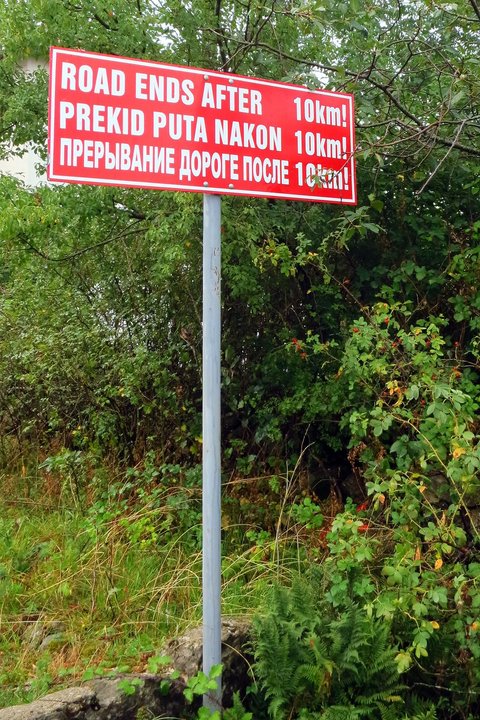 ROAD ENDS AFTER 10km!
PREKID PUTA NAKON 10km!
ПРЕРЫВАНИЕ ДОРОГЕ ПОСЛЕ 10km!